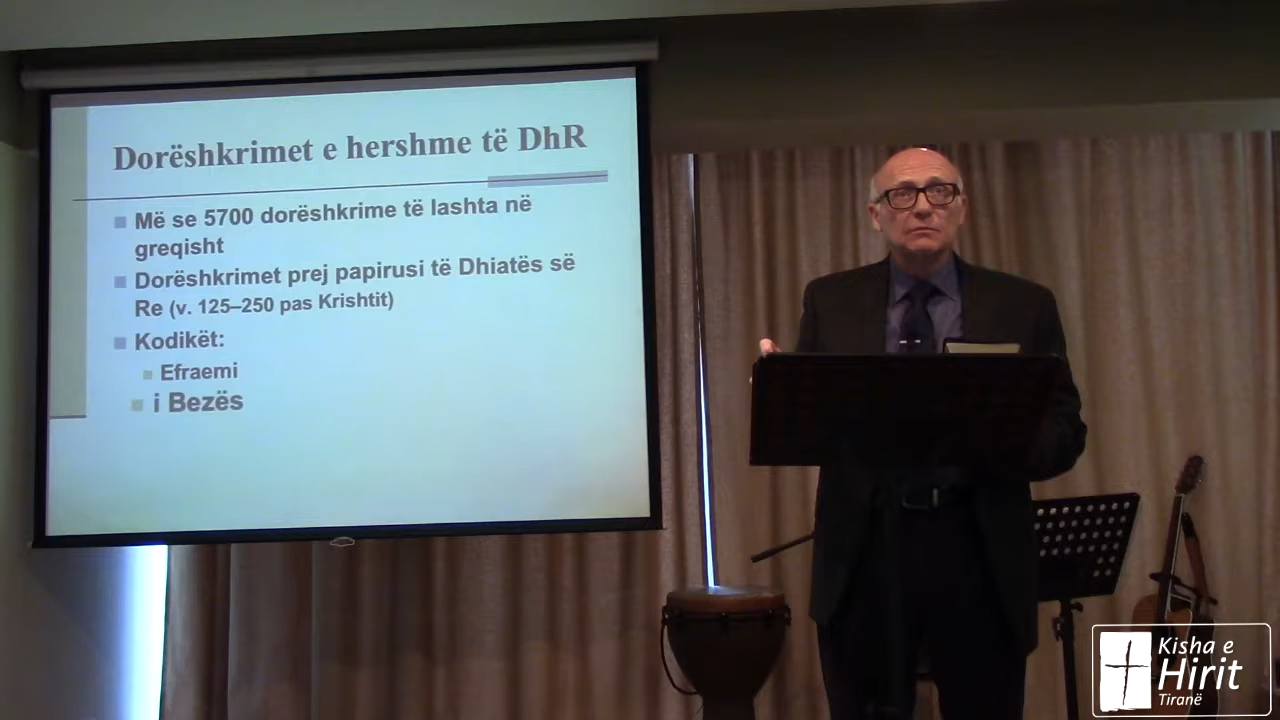 Dorëshkrimet e hershme të DhR
Më se 5700 dorëshkrime të lashta në
greqisht
Dorëshkrimet prej papirusi të Dhiatës së
Re (v. 125–250 pas Krishtit)
Kodikët:
Efraemi
i Bezës
Kisha e
Hirit
Tiranë